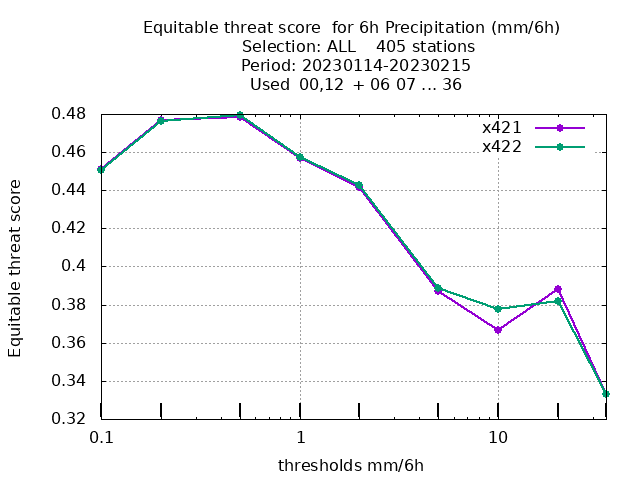 Equitable threat score  for 6h Precipitation (mm/6h)
Selection: ALL    405 stations
Period: 20230114-20230215
Used  00,12  + 06 07 ... 36
x421
x422
0.48
0.46
0.44
0.42
0.4
0.38
0.36
0.34
0.32
Equitable threat score
0.1 1 10
thresholds mm/6h